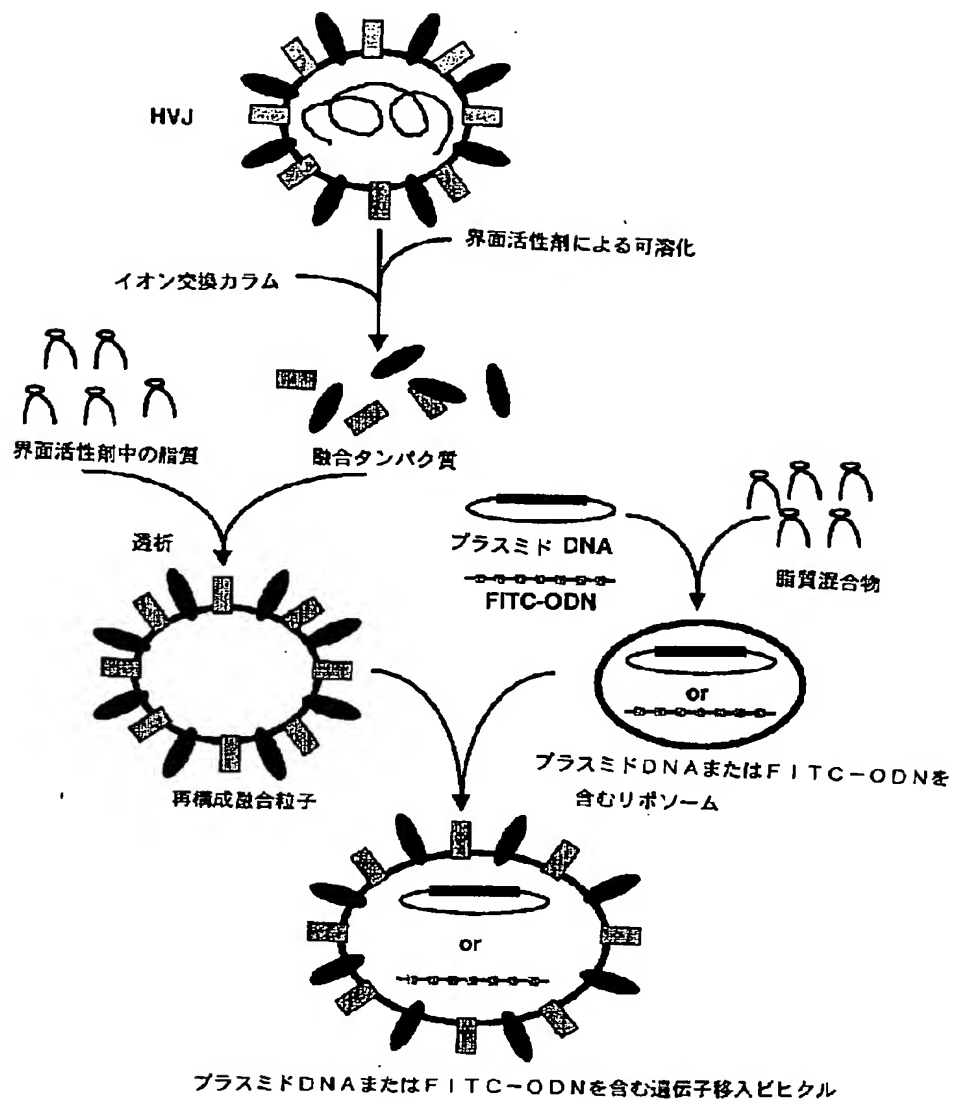 HVJ
界面活性剤による可溶化
イオン交換カラム
界面活性剤中の脂質
融合タンパク質
透析
プラスミド DNA
FITC-ODN
脂質混合物
or
プラスミドDNAまたはFITC-ODNを
含むリポソーム
再構成融合粒子
or
プラスミドDNAまたはFITC-ODNを含む遺伝子移入ビヒクル